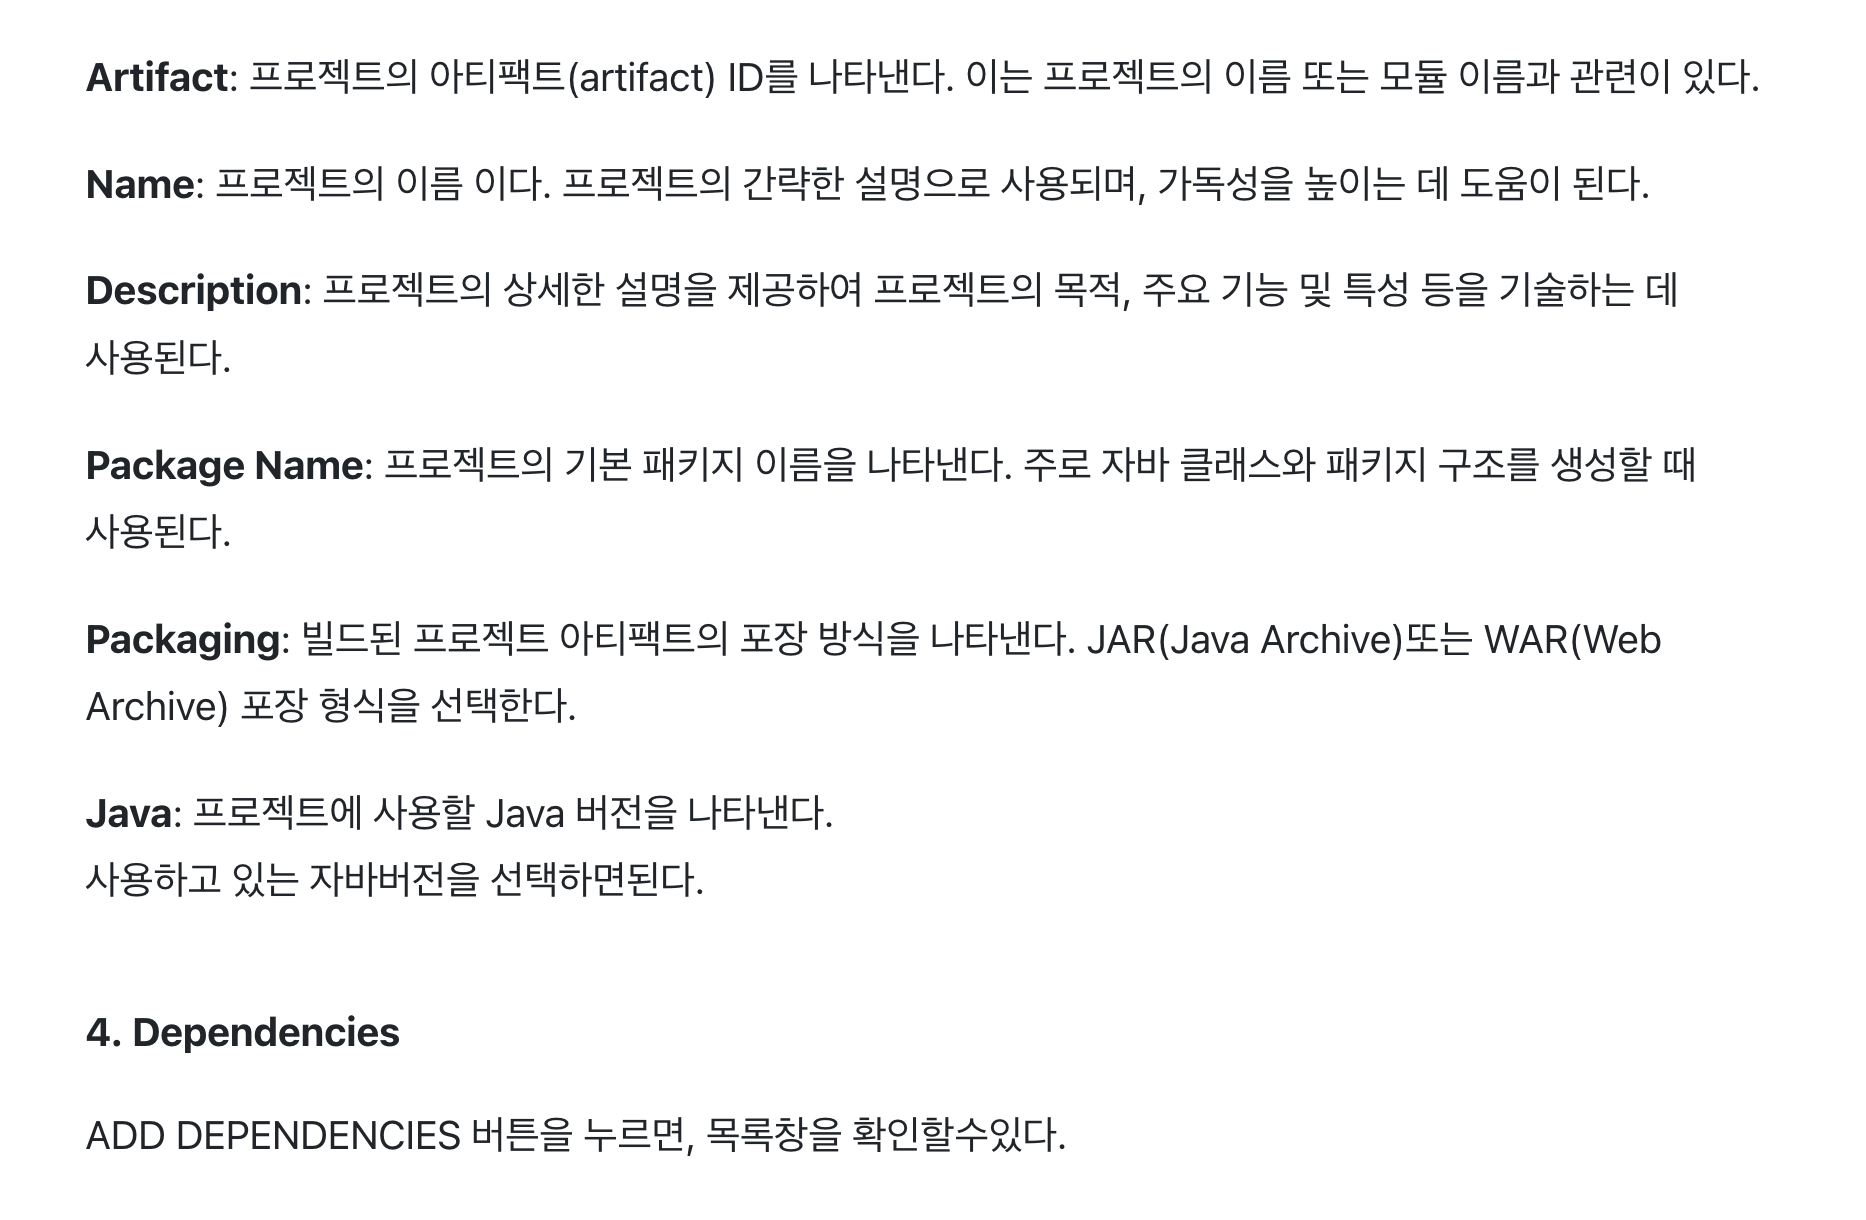 Artifact: 프로젝트의 아티팩트(artifact) ID를 나타낸다. 이는 프로젝트의 이름 또는 모듈 이름과 관련이 있다.
Name: 프로젝트의 이름 이다. 프로젝트의 간략한 설명으로 사용되며, 가독성을 높이는 데 도움이 된다.
Description: 프로젝트의 상세한 설명을 제공하여 프로젝트의 목적, 주요 기능 및 특성 등을 기술하는 데
사용된다.
Package Name: 프로젝트의 기본 패키지 이름을 나타낸다. 주로 자바 클래스와 패키지 구조를 생성할 때
사용된다.
Packaging: 빌드된 프로젝트 아티팩트의 포장 방식을 나타낸다. JAR(Java Archive)또는 WAR(Web
Archive) 포장 형식을 선택한다.
Java: 프로젝트에 사용할 Java 버전을 나타낸다.
사용하고 있는 자바버전을 선택하면된다.
4. Dependencies
ADD DEPENDENCIES 버튼을 누르면, 목록창을 확인할수있다.